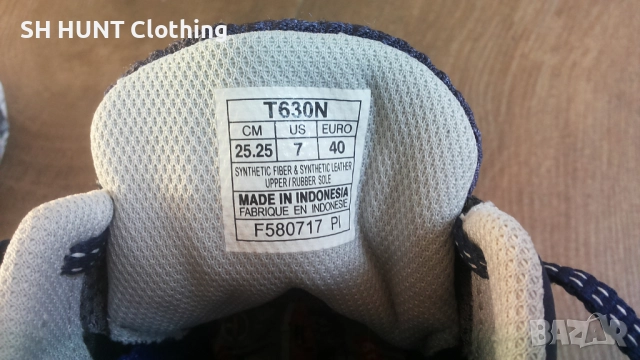 SH HUNT Clothing
T630N
CM US EURO
25.25 7 40
SYNTHETIC FIBER & SYNTHETIC LEATHER
UPPER / RUBBER SOLE
MADE IN INDONESIA
FABRIQUE EN INDONESIE
F580717 PI
BAZAR